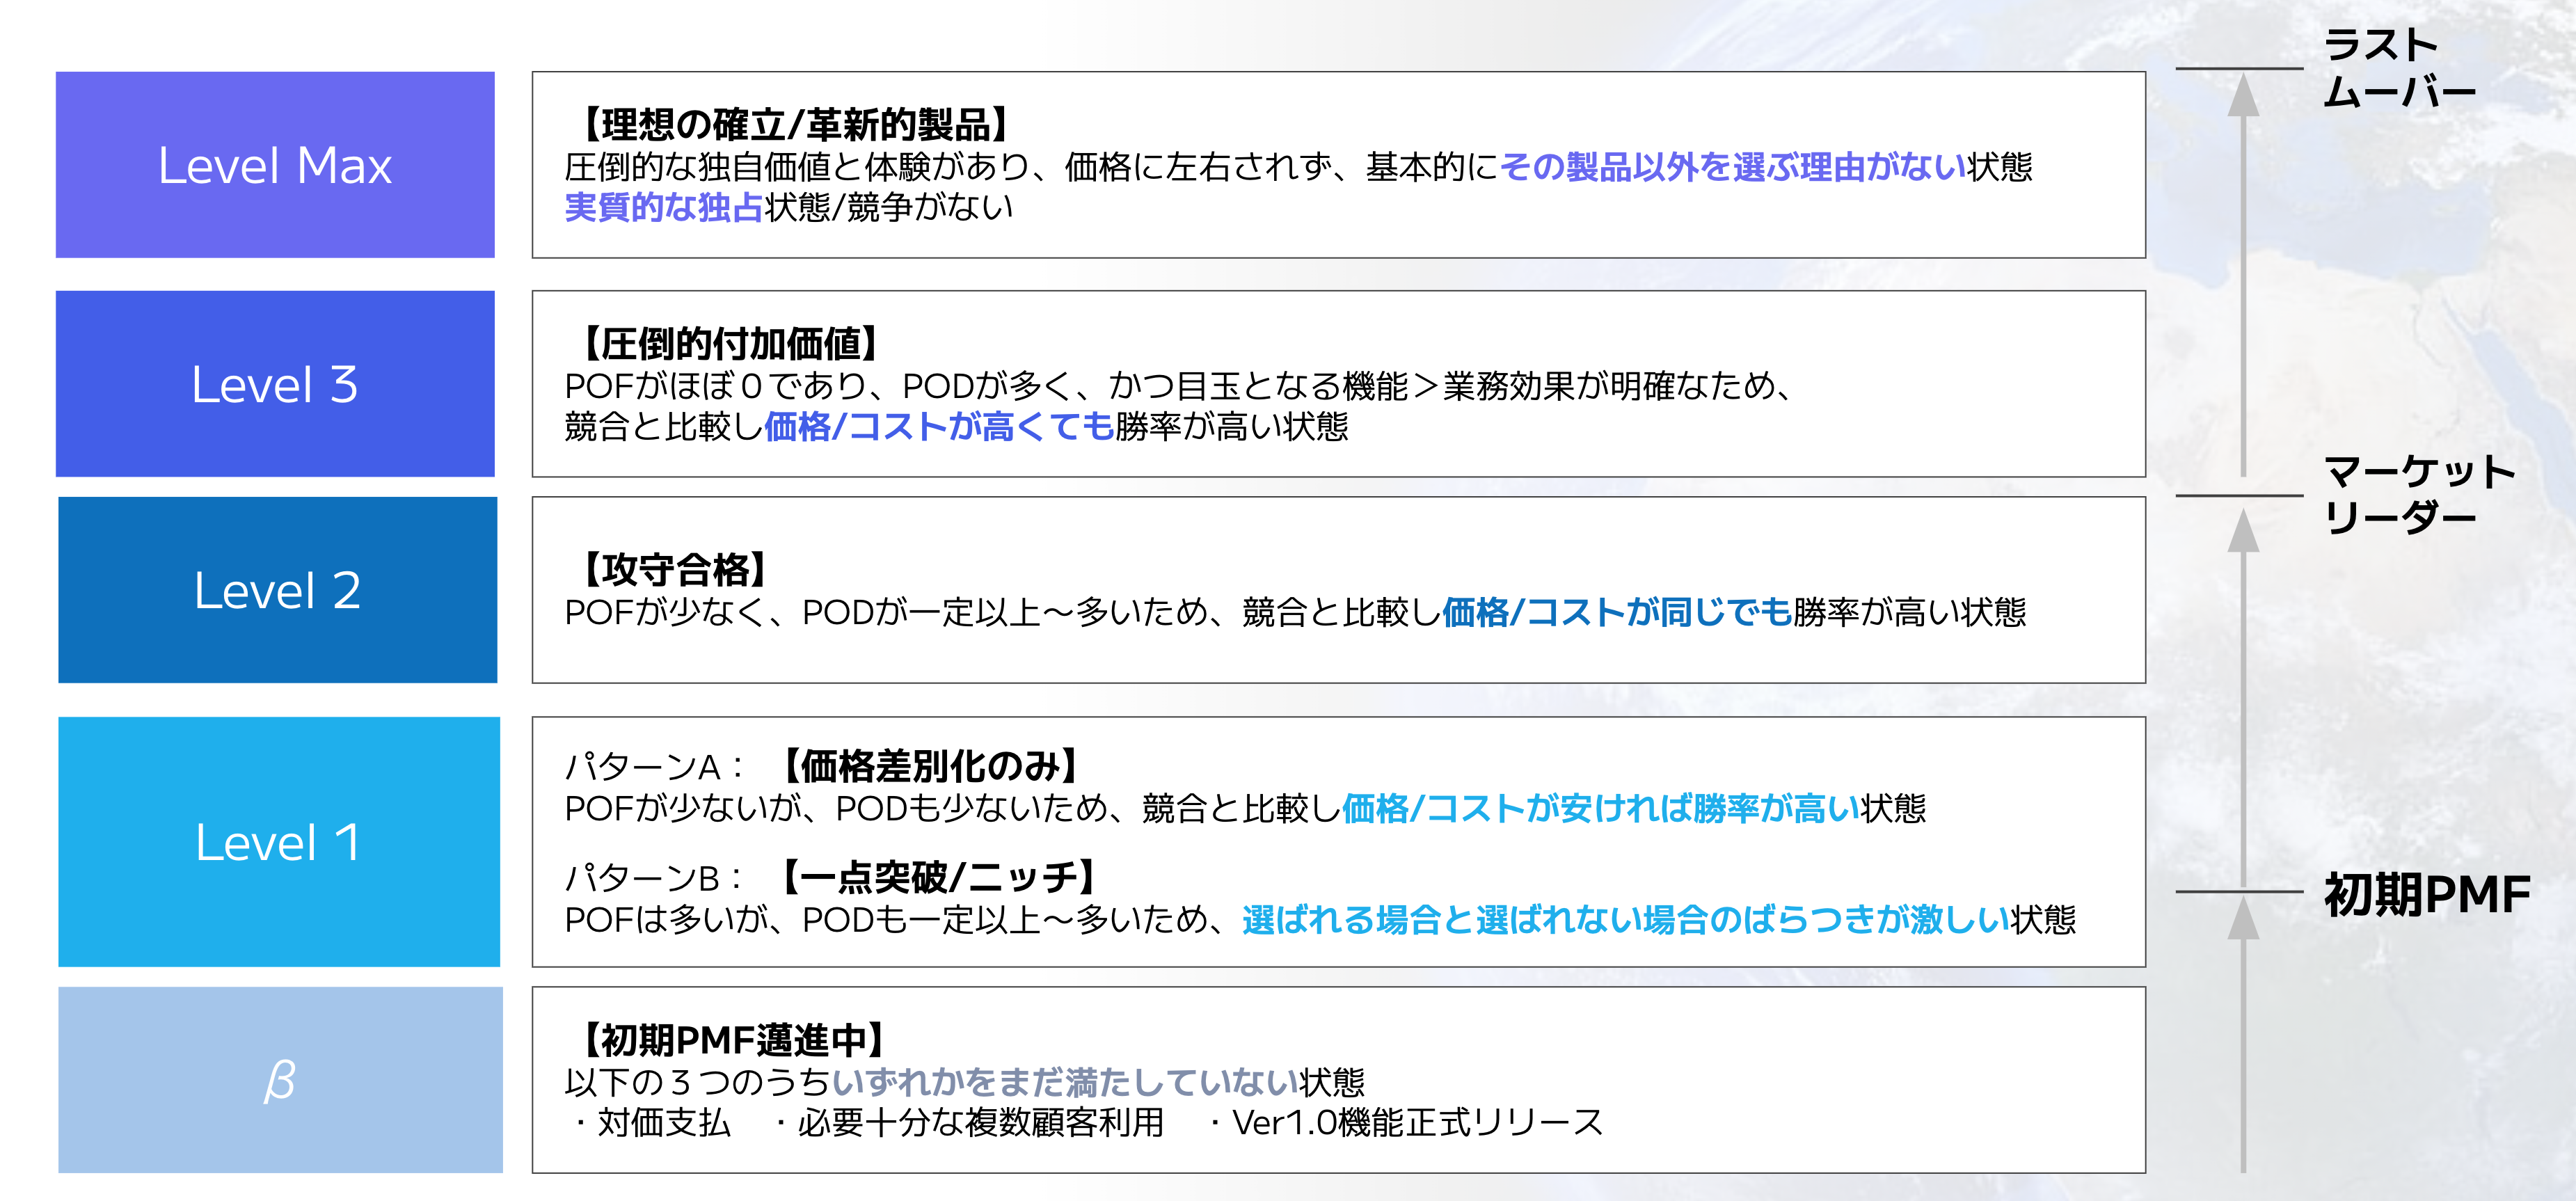 ラスト
ムーバー
Level Max
【理想の確立/革新的製品】
圧倒的な独自価値と体験があり、価格に左右されず、基本的にその製品以外を選ぶ理由がない状態
実質的な独占状態/競争がない
Level 3
【圧倒的付加価値】
POFがほぼ０であり、PODが多く、かつ目玉となる機能＞業務効果が明確なため、
競合と比較し価格/コストが高くても勝率が高い状態
マーケット
リーダー
Level 2
【攻守合格】
POFが少なく、PODが一定以上〜多いため、競合と比較し価格/コストが同じでも勝率が高い状態
Level 1
パターンA：【価格差別化のみ】
POFが少ないが、PODも少ないため、競合と比較し価格/コストが安ければ勝率が高い状態
パターンB：【一点突破/ニッチ】
POFは多いが、PODも一定以上〜多いため、選ばれる場合と選ばれない場合のばらつきが激しい状態
初期PMF
β
【初期PMF邁進中】
以下の３つのうちいずれかをまだ満たしていない状態
・対価支払　・必要十分な複数顧客利用　・Ver1.0機能正式リリース